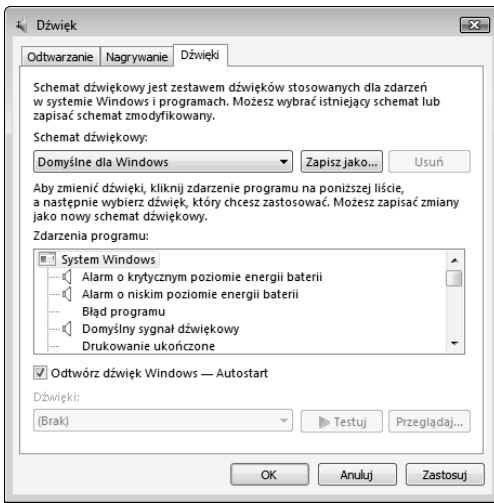 Dźwięk
Odtwarzanie
Nagrywanie
Dźwięki
Schemat dźwiękowy jest zestawem dźwięków stosowanych dla zdarzeń
w systemie Windows i programach. Możesz wybrać istniejący schemat lub
zapisać schemat zmodyfikowany.
Schemat dźwiękowy:
Domyślne dla Windows
Zapisz jako...
Usuń
Aby zmienić dźwięki, kliknij zdarzenie programu na poniższej liście,
a następnie wybierz dźwięk, który chcesz zastosować. Możesz zapisać zmiany
jako nowy schemat dźwiękowy.
Zdarzenia programu:
System Windows
Alarm o krytycznym poziomie energii baterii
Alarm o niskim poziomie energii baterii
Błąd programu
Domyślny sygnał dźwiękowy
Drukowanie ukończone
Odtwórz dźwięk Windows — Autostart
Dźwięki:
(Brak)
Testuj
Przeglądaj...
OK
Anuluj
Zastosuj